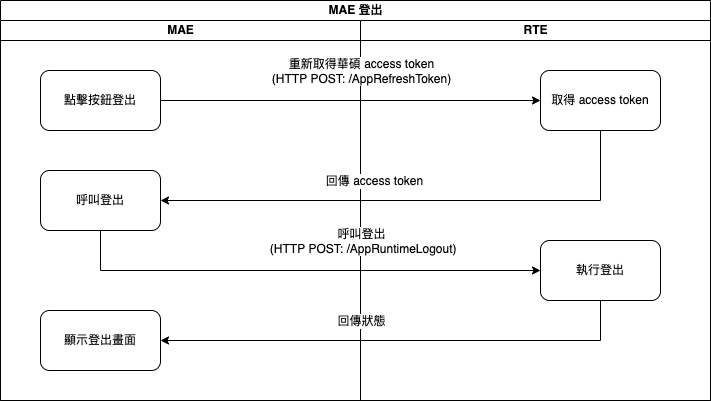 MAE 登出
MAE
RTE
重新取得華碩 access token
(HTTP POST: /AppRefreshToken)
點擊按鈕登出
取得 access token
回傳 access token
呼叫登出
呼叫登出
(HTTP POST: /AppRuntimeLogout)
執行登出
回傳狀態
顯示登出畫面